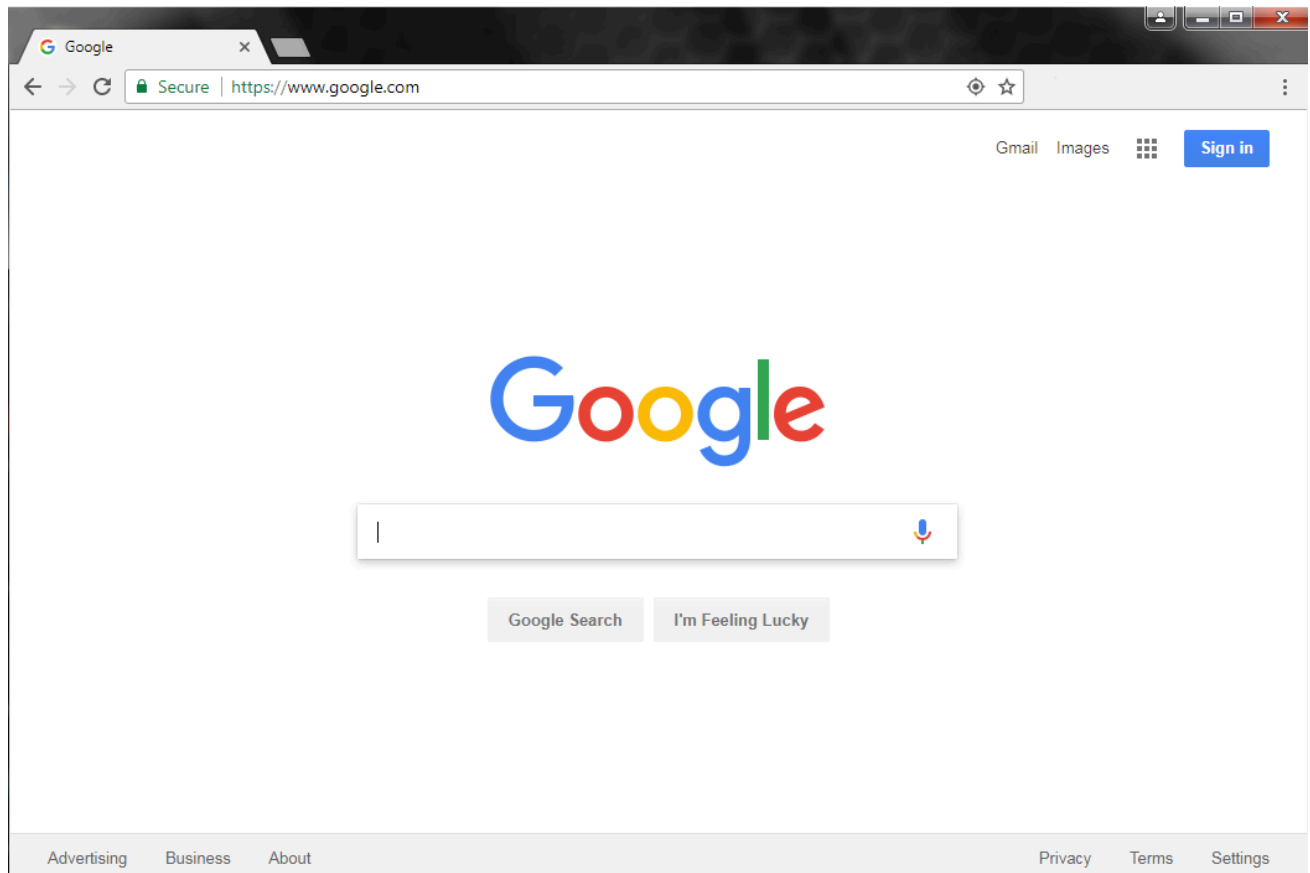 Google
Secure https://www.google.com
Gmail Images Sign in
Google
Google Search I'm Feeling Lucky
Advertising Business About Privacy Terms Settings